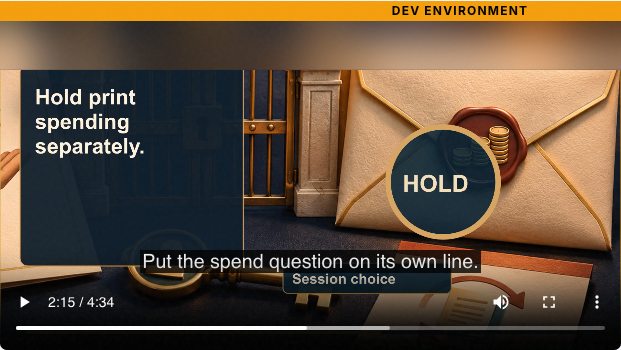 DEV ENVIRONMENT
Hold print
spending
separately.
HOLD
Put the spend question on its own line.
Session choice
2:15 / 4:34